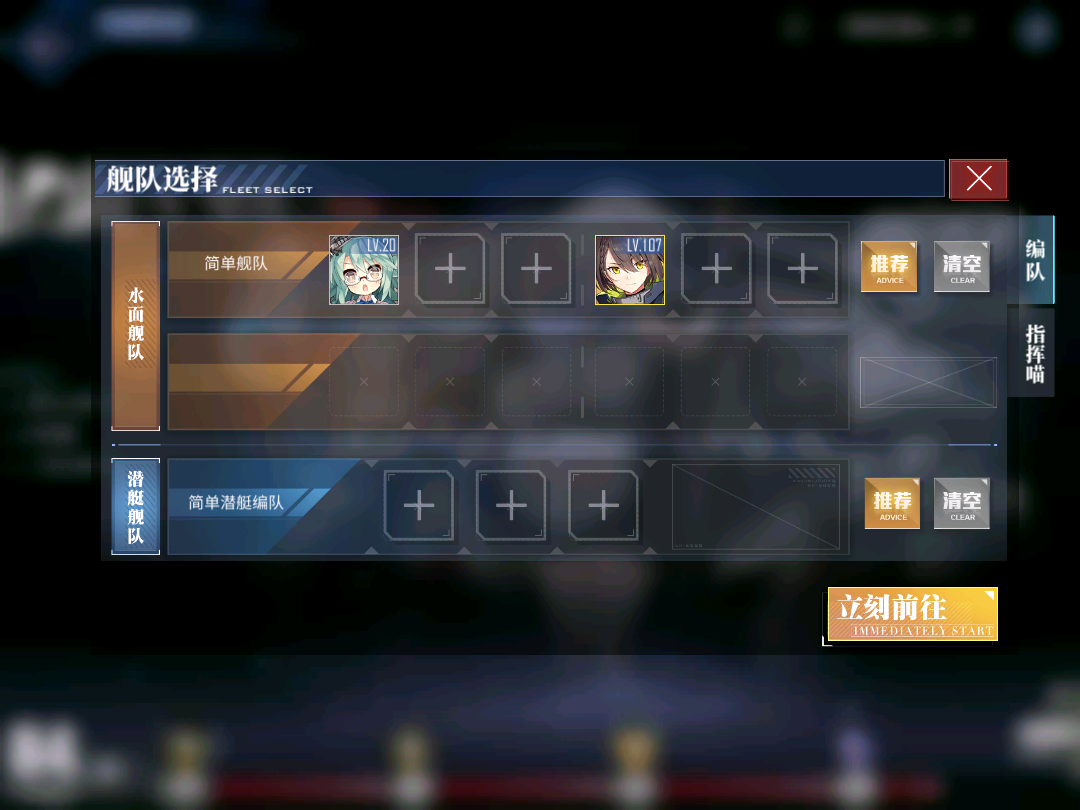 舰队选择 FLEET SELECT
水面舰队
简单舰队
LV.20
LV.107
推荐
ADVICE
清空
CLEAR
编队
指挥喵
潜艇舰队
简单潜艇编队
推荐
ADVICE
清空
CLEAR
立刻前往
IMMEDIATELY START